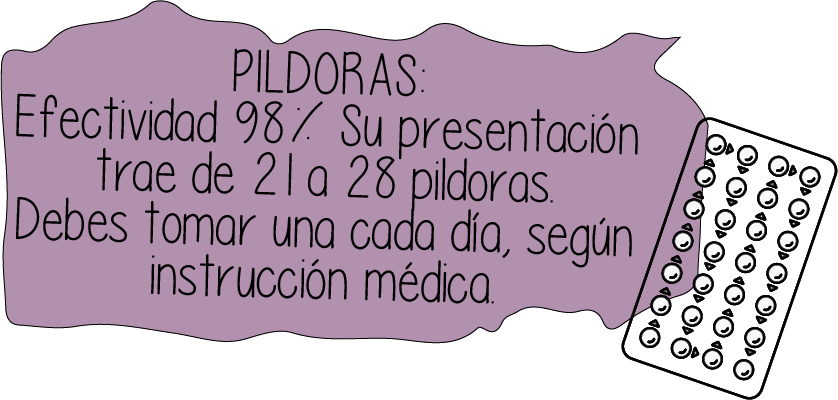 PILDORAS:
Efectividad 98% Su presentación
trae de 21 a 28 pildoras.
Debes tomar una cada día, según
instrucción médica.